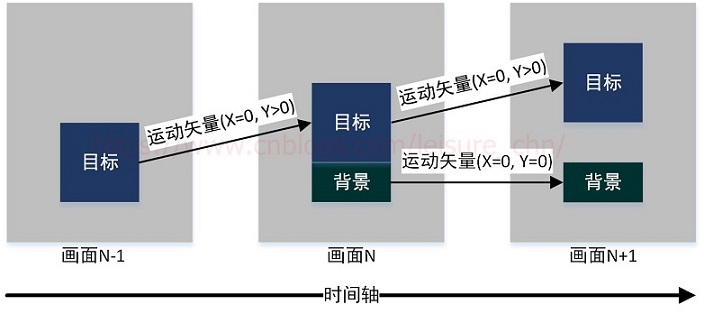 运动矢量(X=0, Y>0)
运动矢量(X=0, Y>0)
目标
目标
目标
https://www.cnblogs.com/leisure_chn/
运动矢量(X=0, Y=0)
背景
背景
画面N-1
画面N
画面N+1
时间轴